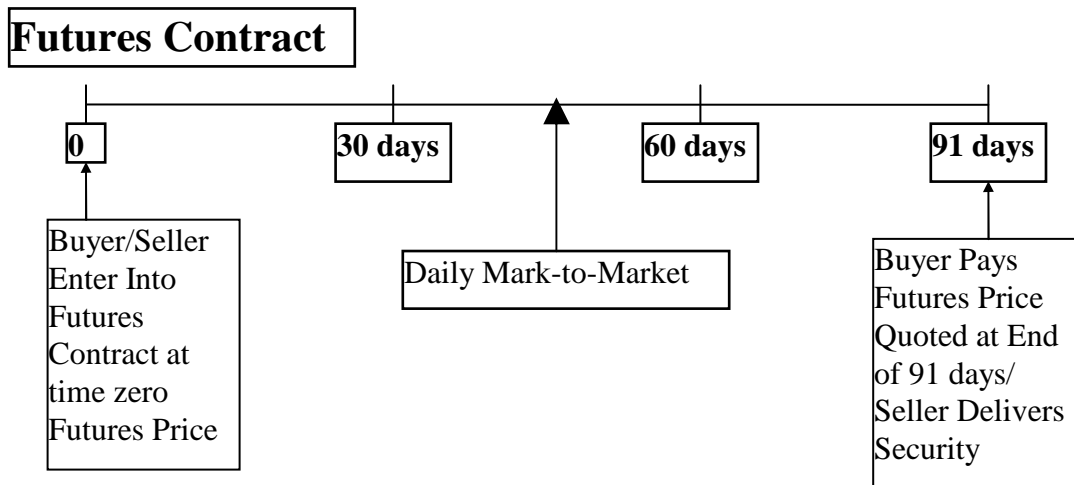 Futures Contract
0
30 days
60 days
91 days
Buyer/Seller
Enter Into
Futures
Contract at
time zero
Futures Price
Daily Mark-to-Market
Buyer Pays
Futures Price
Quoted at End
of 91 days/
Seller Delivers
Security